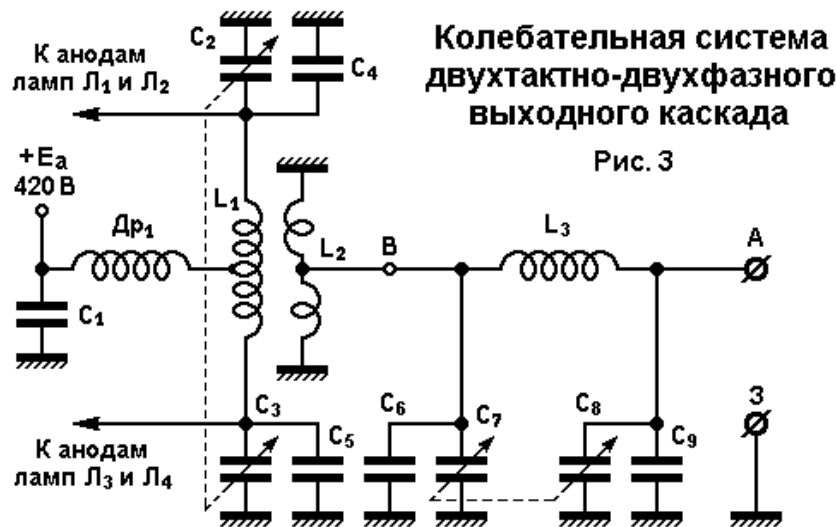 Колебательная система
двухтактно-двухфазного
выходного каскада
Рис. 3
C2
C4
К анодам
ламп Л1 и Л2
+Еа
420 В
Др1
L1
L2
В
L3
А
C1
C3
C5
C6
C7
C8
C9
З
К анодам
ламп Л3 и Л4